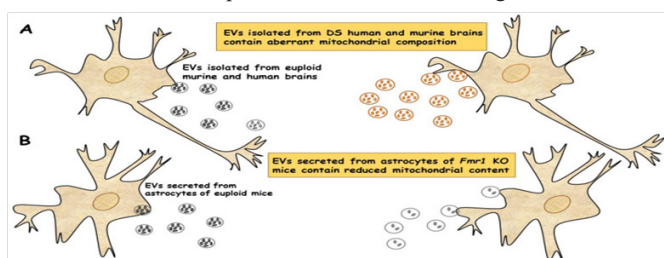 A
EVs isolated from DS human and murine brains
contain aberrant mitochondrial composition
EVs isolated from euploid
murine and human brains
B
EVs secreted from astrocytes of Fmr1 KO
mice contain reduced mitochondrial content
EVs secreted from
astrocytes of euploid mice